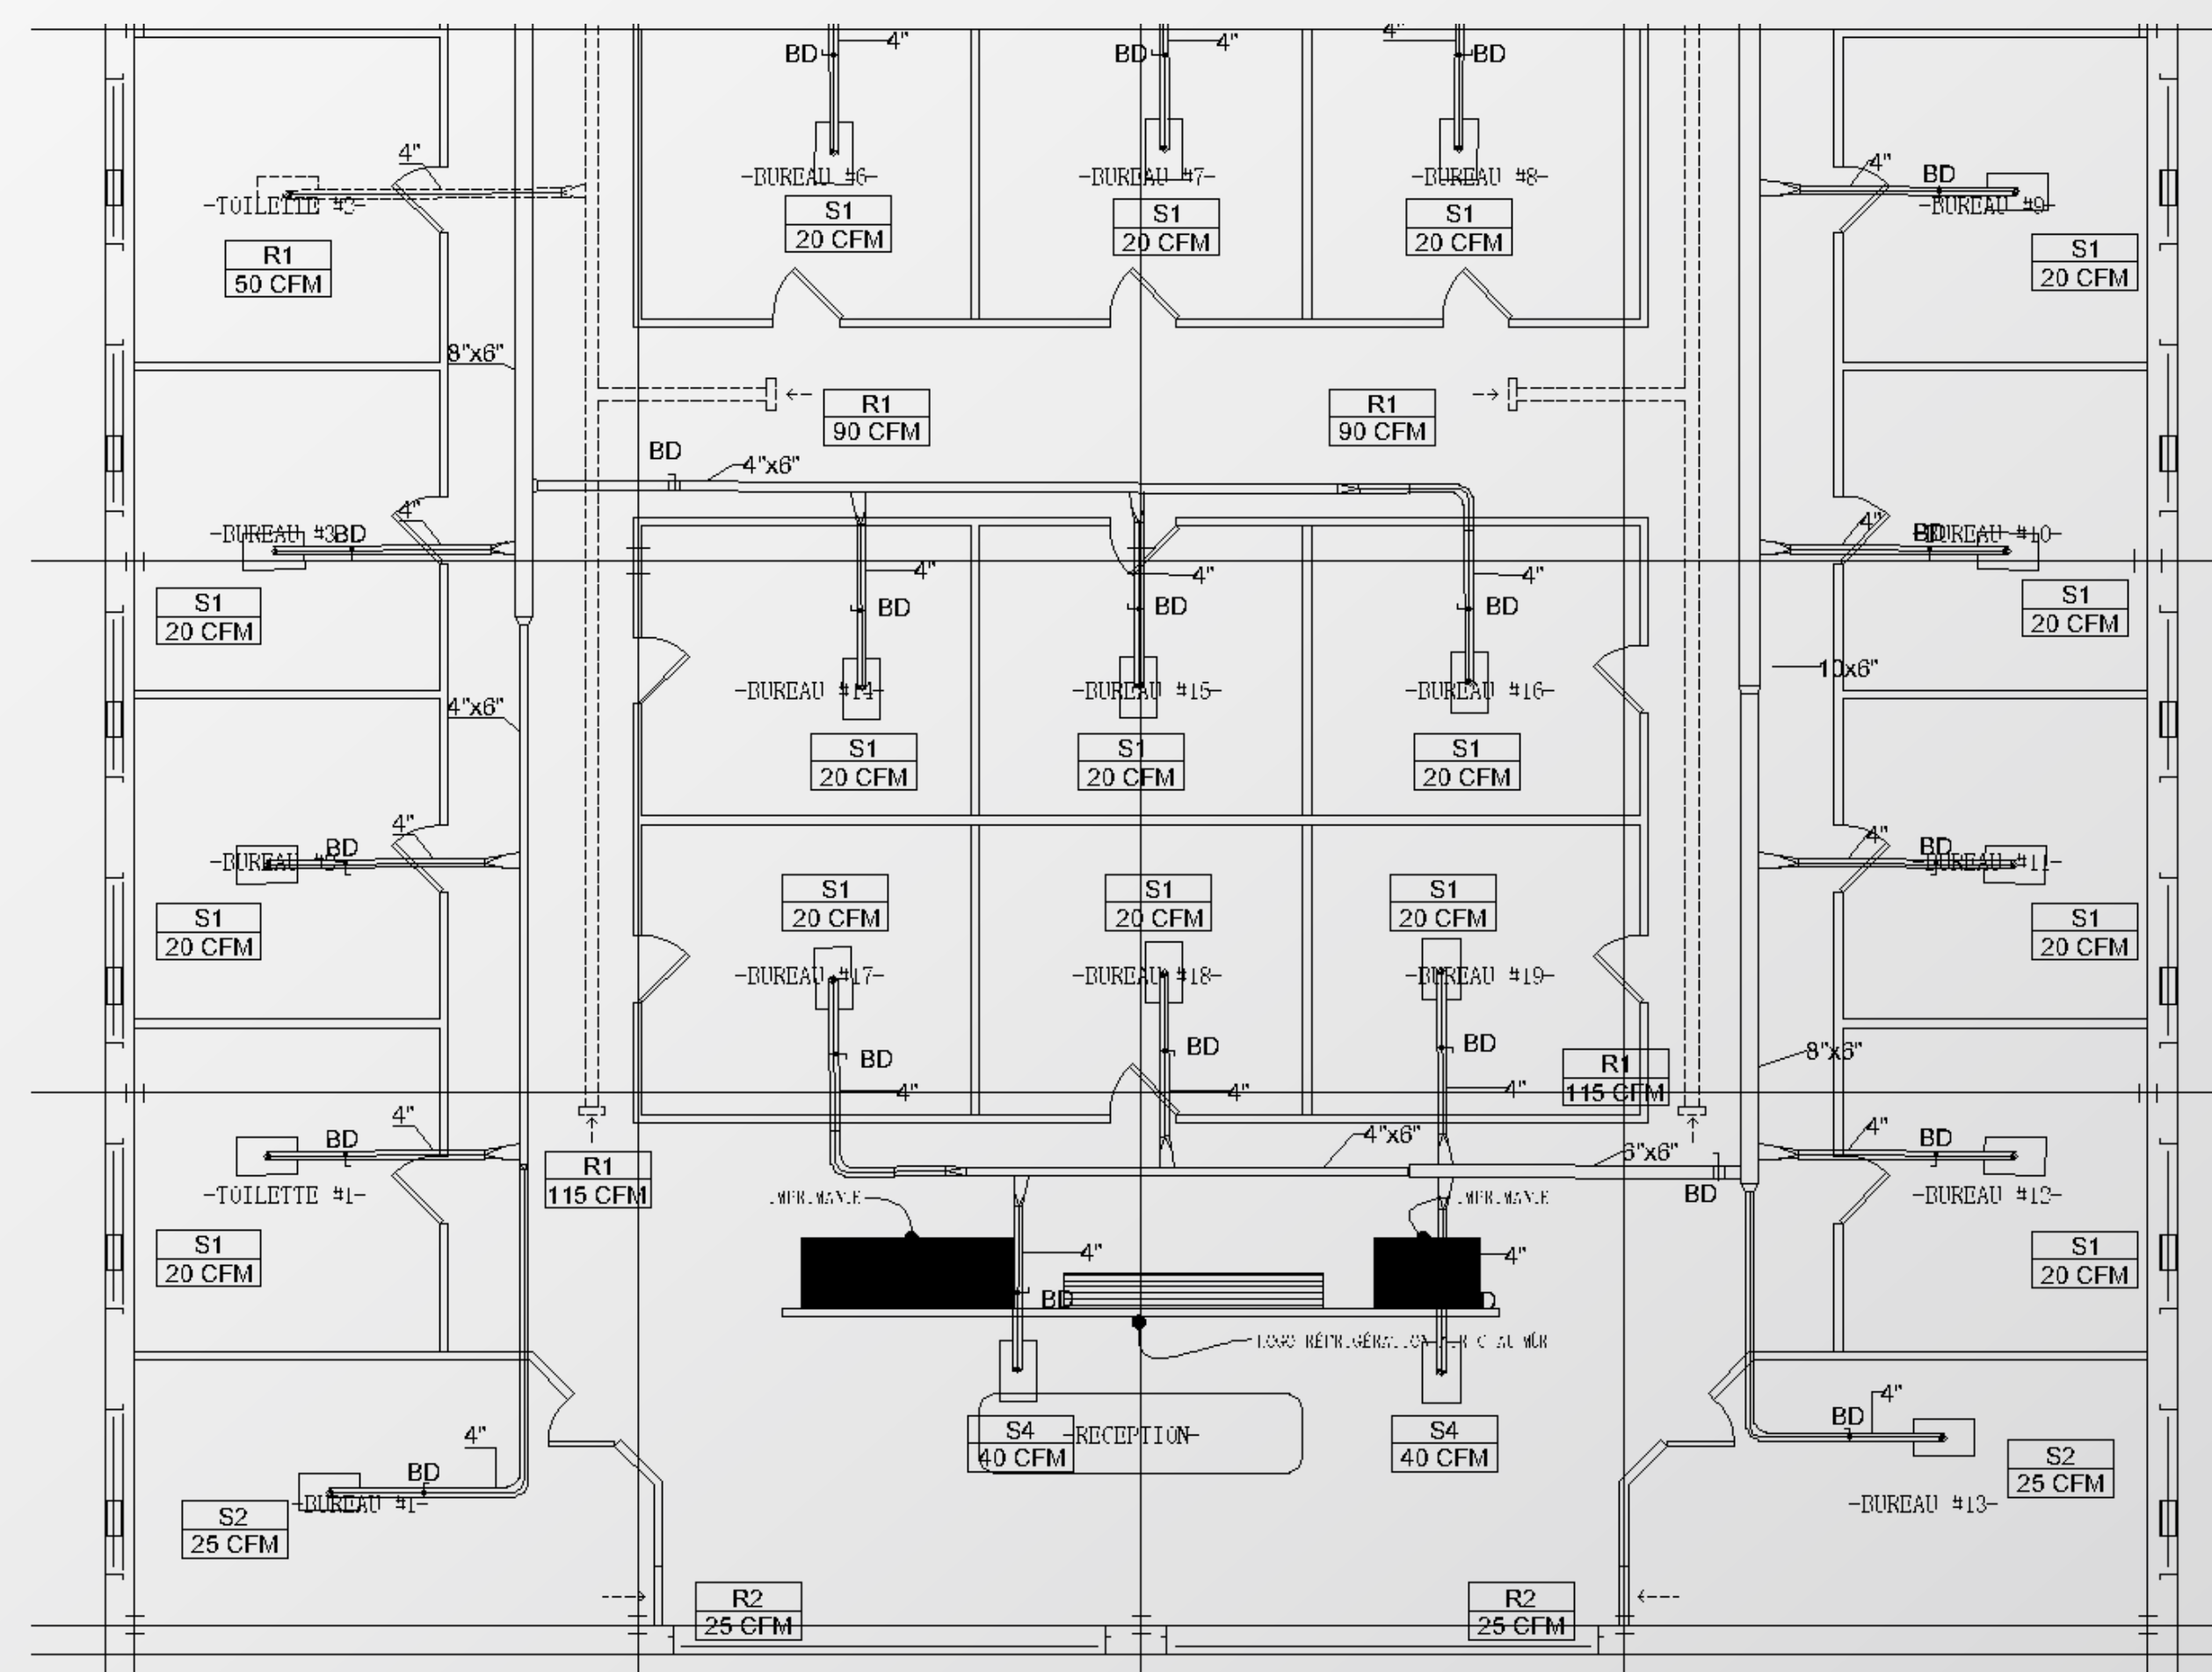 4"
4"
4"
BD
BD
BD
4"
4"
BD
-BUREAU #6-
-BUREAU #7-
-BUREAU #8-
-TOILETTE #2-
-BUREAU #9-
S1
20 CFM
S1
20 CFM
S1
20 CFM
R1
50 CFM
S1
20 CFM
8"x6"
R1
90 CFM
R1
90 CFM
BD
4"x6"
4"
4"
-BUREAU #3-
BD
BD
-BUREAU #10-
4"
4"
4"
BD
BD
BD
S1
20 CFM
S1
20 CFM
10x6"
-BUREAU #14-
-BUREAU #15-
-BUREAU #16-
4"x6"
S1
20 CFM
S1
20 CFM
S1
20 CFM
4"
4"
BD
BD
-BUREAU
-BUREAU #11-
S1
20 CFM
S1
20 CFM
S1
20 CFM
S1
20 CFM
S1
20 CFM
-BUREAU #17-
-BUREAU #18-
-BUREAU #19-
BD
BD
BD
8"x6"
R1
115 CFM
4"
4"
4"
4"
4"
BD
BD
4"x6"
6"x6"
R1
115 CFM
BD
-TOILETTE #1-
-BUREAU #12-
S1
20 CFM
S1
20 CFM
4"
4"
BD
4"
BD
4"
BD
S4
40 CFM
-RECEPTION-
S4
40 CFM
S2
25 CFM
-BUREAU #1-
-BUREAU #13-
S2
25 CFM
R2
25 CFM
R2
25 CFM